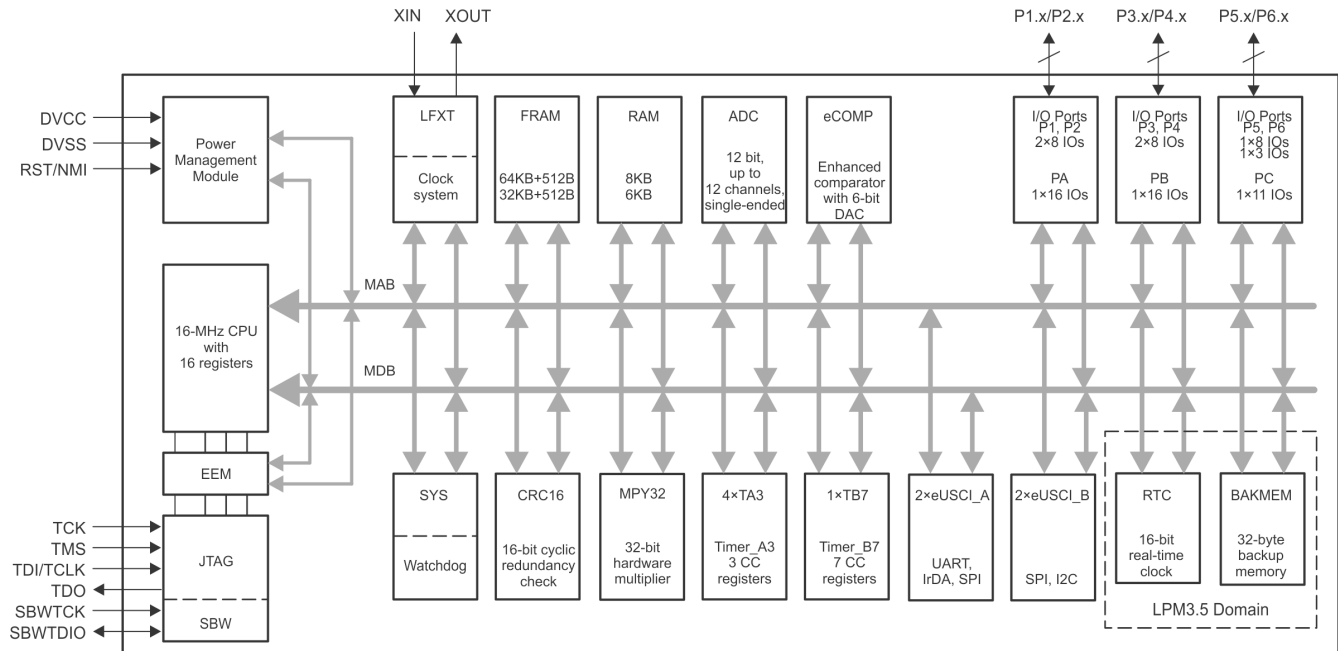 XIN
XOUT
P1.x/P2.x
P3.x/P4.x
P5.x/P6.x
DVCC
DVSS
RST/NMI
Power
Management
Module
LFXT
Clock
system
FRAM
64KB+512B
32KB+512B
RAM
8KB
6KB
ADC
12 bit,
up to
12 channels,
single-ended
eCOMP
Enhanced
comparator
with 6-bit
DAC
I/O Ports
P1, P2
2×8 IOs
PA
1×16 IOs
I/O Ports
P3, P4
2×8 IOs
PB
1×16 IOs
I/O Ports
P5, P6
1×8 IOs
1×3 IOs
PC
1×11 IOs
MAB
16-MHz CPU
with
16 registers
MDB
EEM
TCK
TMS
TDI/TCLK
TDO
SBWTCK
SBWTDIO
JTAG
SBW
SYS
Watchdog
CRC16
16-bit cyclic
redundancy
check
MPY32
32-bit
hardware
multiplier
4×TA3
Timer_A3
3 CC
registers
1×TB7
Timer_B7
7 CC
registers
2×eUSCI_A
UART,
IrDA, SPI
2×eUSCI_B
SPI, I2C
RTC
16-bit
real-time
clock
BAKMEM
32-byte
backup
memory
LPM3.5 Domain